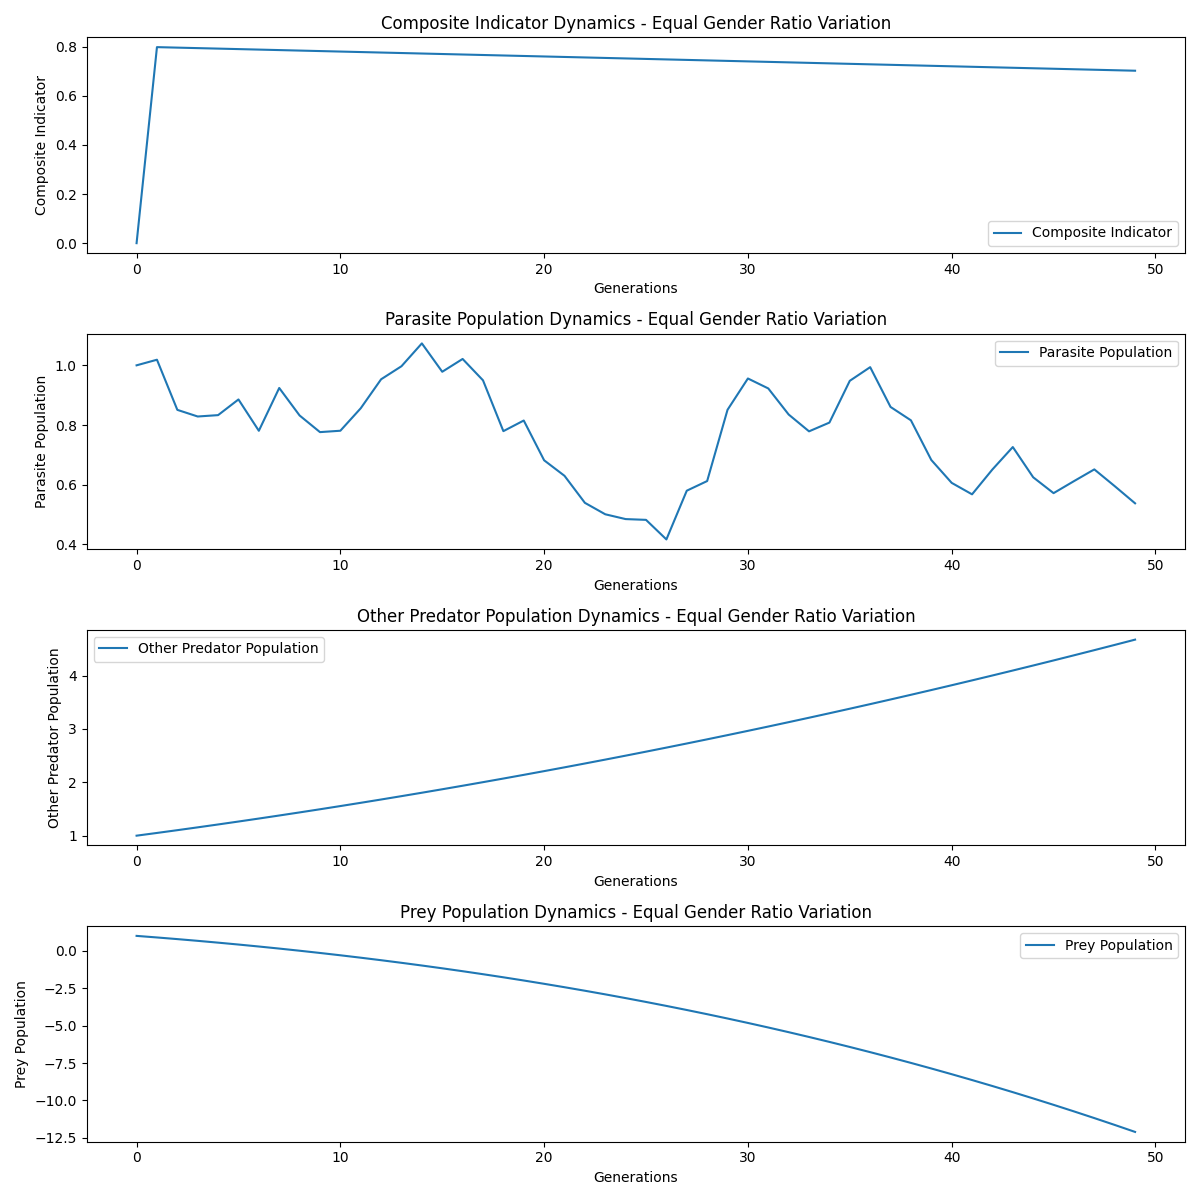 Composite Indicator Dynamics - Equal Gender Ratio Variation
Composite Indicator
0.8
0.6
0.4
0.2
0.0
Composite Indicator
0 10 20 30 40 50
Generations
Parasite Population Dynamics - Equal Gender Ratio Variation
Parasite Population
1.0
0.8
0.6
0.4
Parasite Population
0 10 20 30 40 50
Generations
Other Predator Population Dynamics - Equal Gender Ratio Variation
Other Predator Population
4
3
2
1
Other Predator Population
0 10 20 30 40 50
Generations
Prey Population Dynamics - Equal Gender Ratio Variation
Prey Population
0.0
−2.5
−5.0
−7.5
−10.0
−12.5
Prey Population
0 10 20 30 40 50
Generations